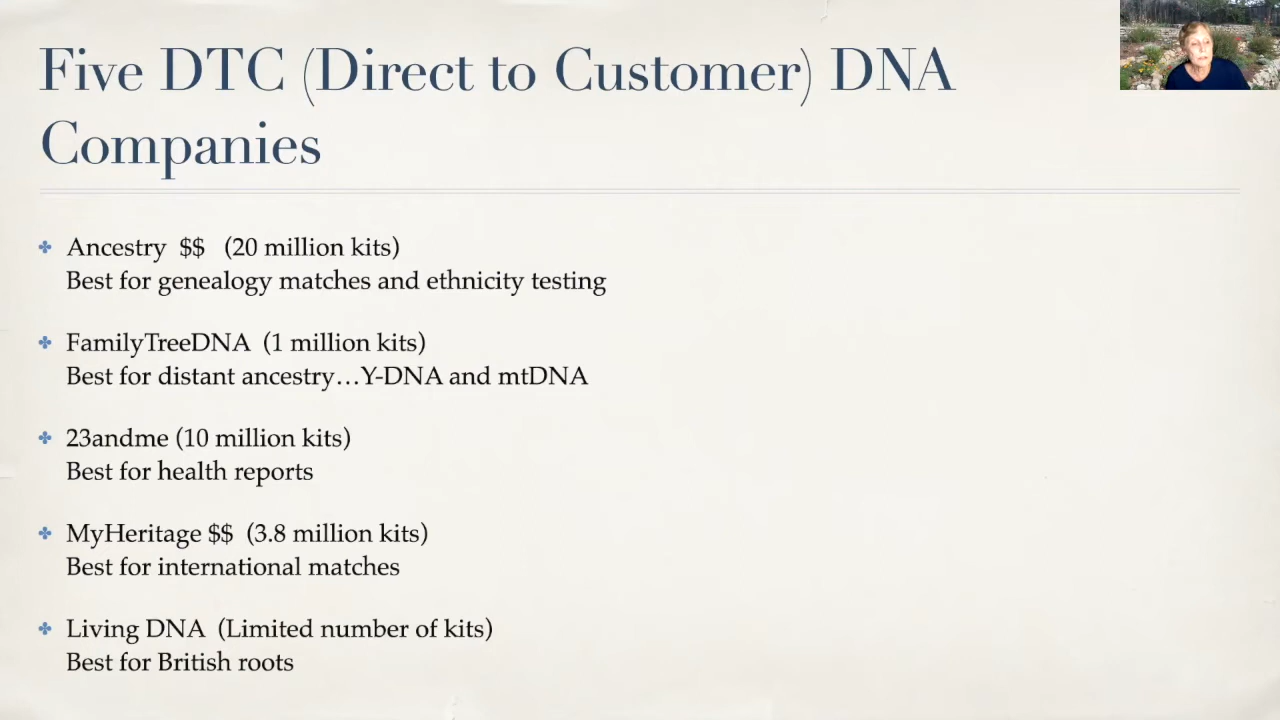 Five DTC (Direct to Customer) DNA
Companies
Ancestry $$ (20 million kits)
Best for genealogy matches and ethnicity testing
FamilyTreeDNA (1 million kits)
Best for distant ancestry…Y-DNA and mtDNA
23andme (10 million kits)
Best for health reports
MyHeritage $$ (3.8 million kits)
Best for international matches
Living DNA (Limited number of kits)
Best for British roots